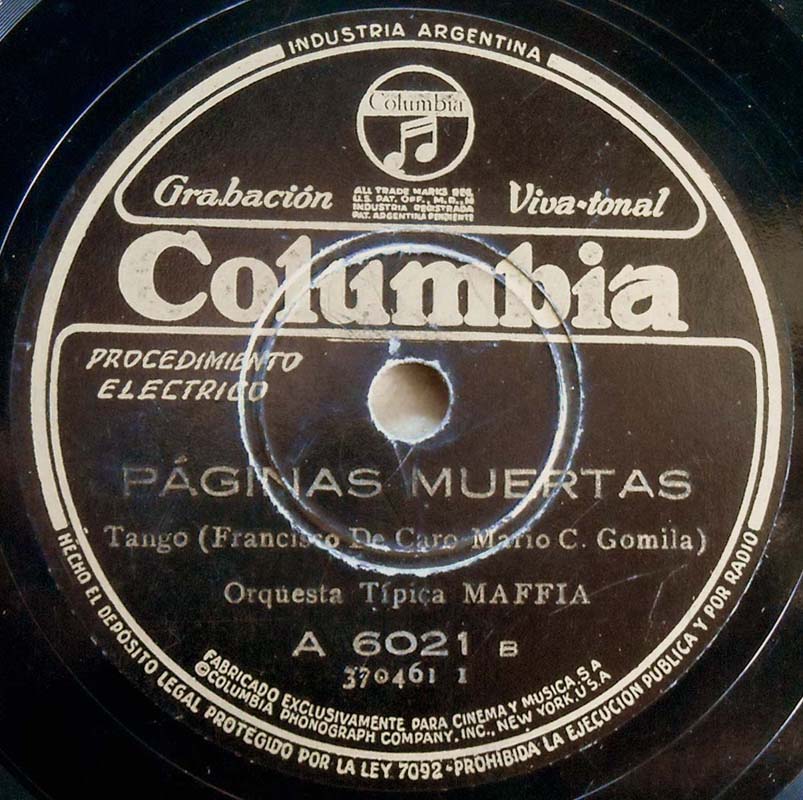 INDUSTRIA ARGENTINA
Columbia
Grabación
ALL TRADE MARKS REG.
U.S. PAT. OFF., M.D., M
INDUSTRIA REGISTRADA
PAT. ARGENTINA PENDIENTE
Viva-tonal
Columbia
PROCEDIMIENTO
ELECTRICO
PÁGINAS MUERTAS
Tango (Francisco De Caro-Mario C. Gomila)
Orquesta Típica MAFFIA
A 6021 B
370461 1
FABRICADO EXCLUSIVAMENTE PARA CINEMA Y MUSICA, S.A
©COLUMBIA PHONOGRAPH COMPANY, INC., NEW YORK, U.S.A
HECHO EL DEPOSITO LEGAL PROTEGIDO POR LA LEY 7092-PROHIBIDA LA EJECUCION PUBLICA Y POR RADIO